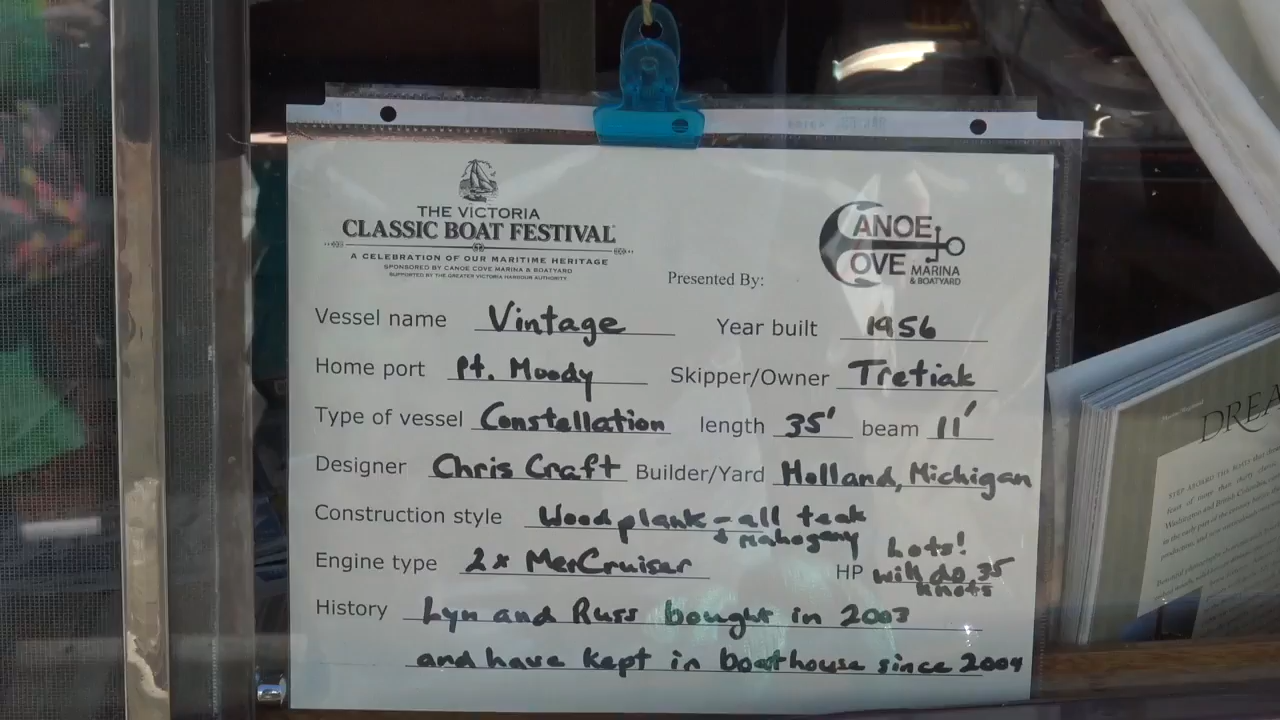 THE VICTORIA
CLASSIC BOAT FESTIVAL
A CELEBRATION OF OUR MARITIME HERITAGE
SPONSORED BY CANOE COVE MARINA & BOATYARD
SUPPORTED BY THE GREATER VICTORIA HARBOUR AUTHORITY
Presented By:
CANOE
COVE MARINA
& BOATYARD
Vessel name Vintage Year built 1956
Home port Pt. Moody Skipper/Owner Tretiak
Type of vessel Constellation length 35' beam 11'
Designer Chris Craft Builder/Yard Holland, Michigan
Construction style Wood plank - all teak
+ mahogany
Engine type 2 x MerCruiser HP lots!
will do 35
knots
History Lyn and Russ bought in 2003
and have kept in boathouse since 2004
DREA